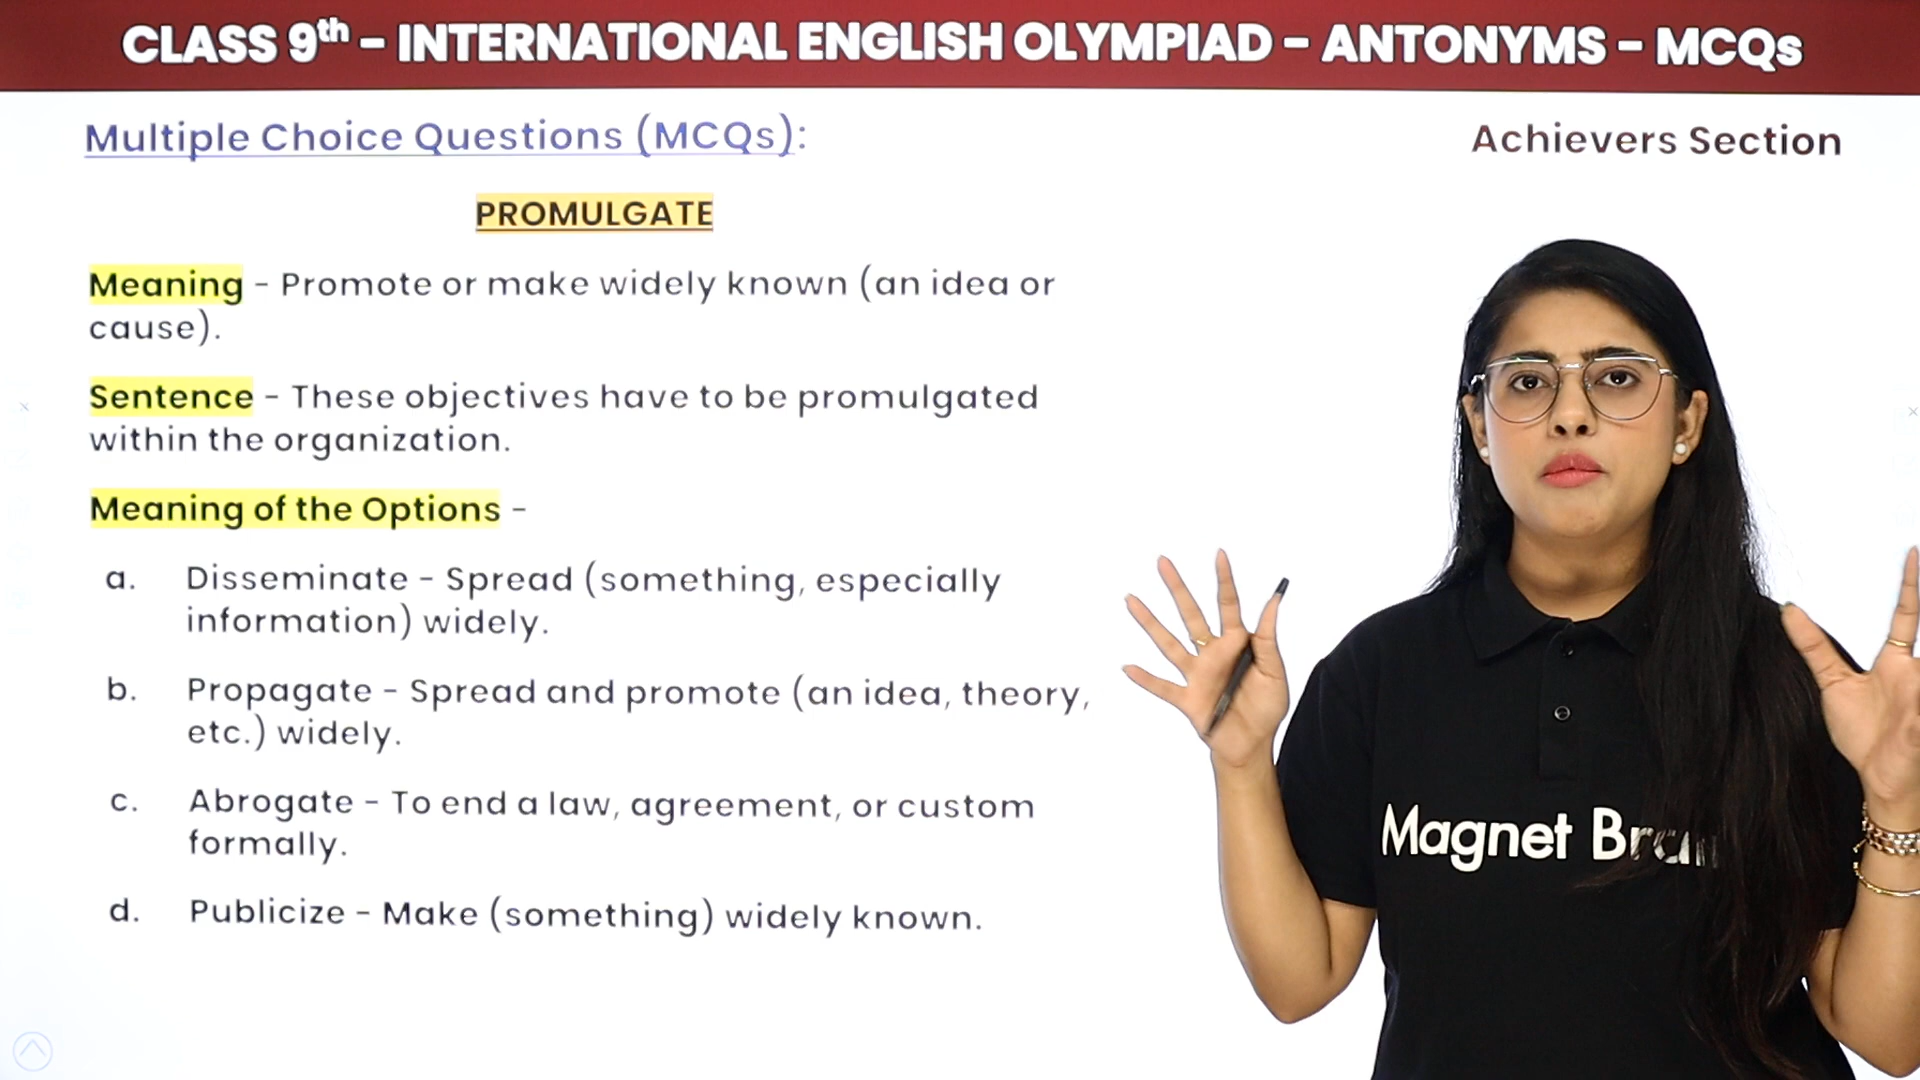 CLASS 9th – INTERNATIONAL ENGLISH OLYMPIAD – ANTONYMS – MCQs
Multiple Choice Questions (MCQs):
Achievers Section
PROMULGATE
Meaning - Promote or make widely known (an idea or
cause).
Sentence - These objectives have to be promulgated
within the organization.
Meaning of the Options -
a. Disseminate - Spread (something, especially
information) widely.
b. Propagate - Spread and promote (an idea, theory,
etc.) widely.
c. Abrogate - To end a law, agreement, or custom
formally.
d. Publicize - Make (something) widely known.
Magnet